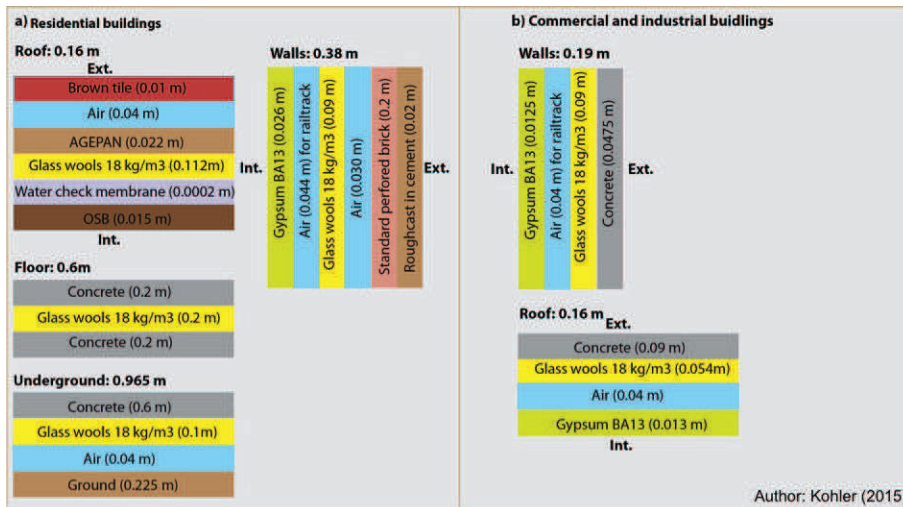 a) Residential buildings
Roof: 0.16 m
Ext.
Brown tile (0.01 m)
Air (0.04 m)
AGEPAN (0.022 m)
Glass wools 18 kg/m3 (0.112m)
Water check membrane (0.0002 m)
OSB (0.015 m)
Int.
Floor: 0.6m
Concrete (0.2 m)
Glass wools 18 kg/m3 (0.2 m)
Concrete (0.2 m)
Underground: 0.965 m
Concrete (0.6 m)
Glass wools 18 kg/m3 (0.1m)
Air (0.04 m)
Ground (0.225 m)
Walls: 0.38 m
Int.
Gypsum BA13 (0.026 m)
Air (0.044 m) for railtrack
Glass wools 18 kg/m3 (0.09 m)
Air (0.030 m)
Standard perfored brick (0.2 m)
Roughcast in cement (0.02 m)
Ext.
b) Commercial and industrial buidlings
Walls: 0.19 m
Int.
Gypsum BA13 (0.0125 m)
Air (0.04 m) for railtrack
Glass wools 18 kg/m3 (0.09 m)
Concrete (0.0475 m)
Ext.
Roof: 0.16 m
Ext.
Concrete (0.09 m)
Glass wools 18 kg/m3 (0.054m)
Air (0.04 m)
Gypsum BA13 (0.013 m)
Int.
Author: Kohler (2015